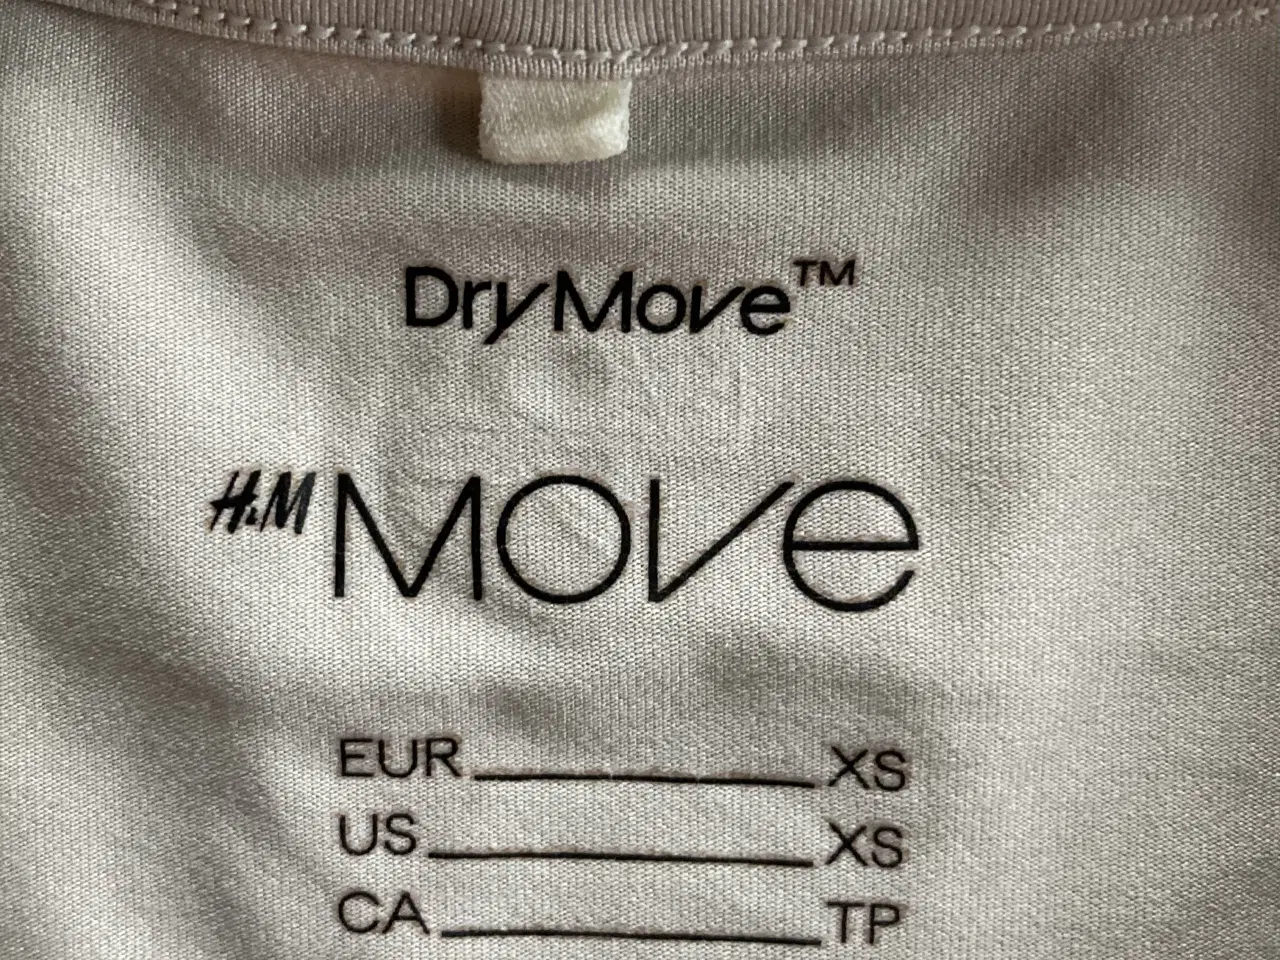 DryMove™
H&M MOVE
EUR XS
US XS
CA TP